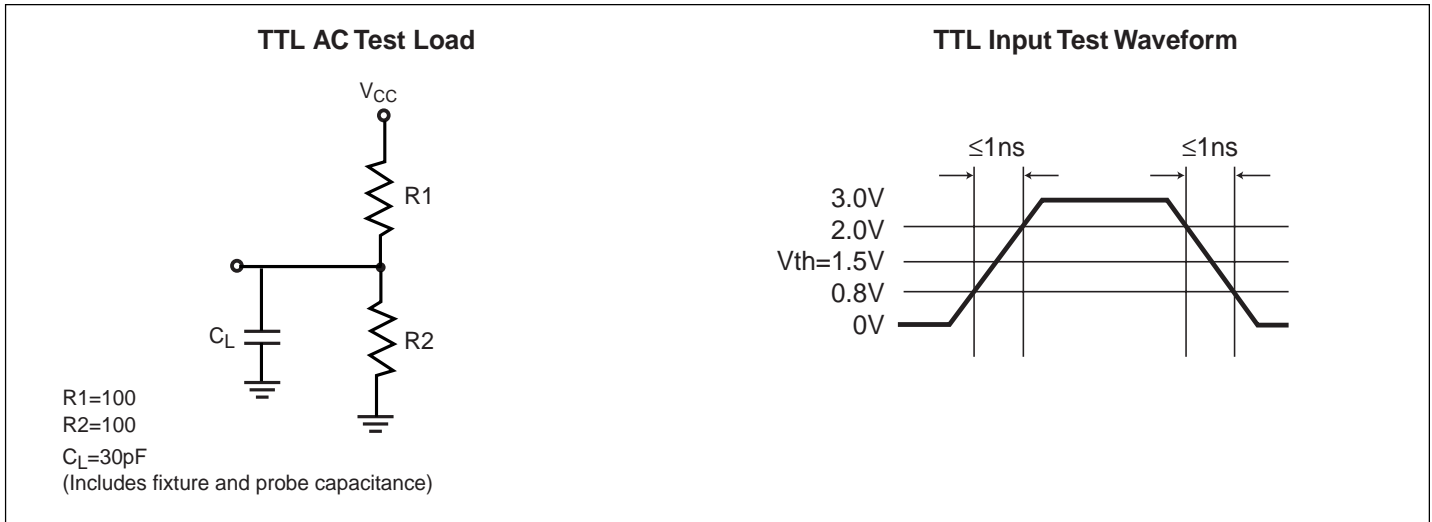 TTL AC Test Load
V_CC
R1
C_L
R2
R1=100
R2=100
C_L=30pF
(Includes fixture and probe capacitance)
TTL Input Test Waveform
≤1ns ≤1ns
3.0V
2.0V
Vth=1.5V
0.8V
0V